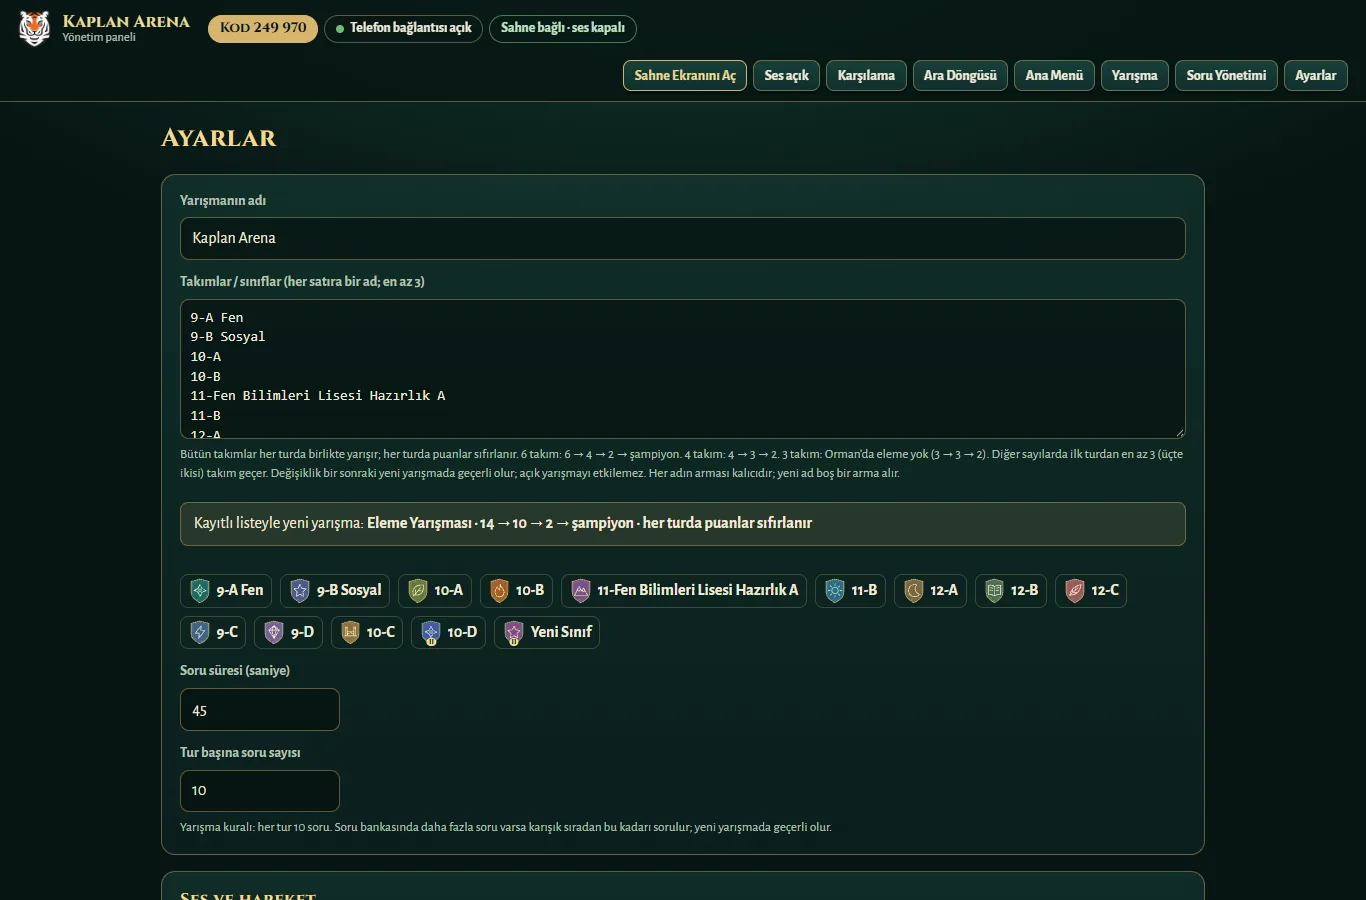 Kaplan Arena
Yönetim paneli
Kod 249 970
Telefon bağlantısı açık
Sahne bağlı · ses kapalı
Sahne Ekranını Aç
Ses açık
Karşılama
Ara Döngüsü
Ana Menü
Yarışma
Soru Yönetimi
Ayarlar
Ayarlar
Yarışmanın adı
Kaplan Arena
Takımlar / sınıflar (her satıra bir ad; en az 3)
9-A Fen
9-B Sosyal
10-A
10-B
11-Fen Bilimleri Lisesi Hazırlık A
11-B
12-A
Bütün takımlar her turda birlikte yarışır; her turda puanlar sıfırlanır. 6 takım: 6 → 4 → 2 → şampiyon. 4 takım: 4 → 3 → 2. 3 takım: Orman'da eleme yok (3 → 3 → 2). Diğer sayılarda ilk turdan en az 3 (üçte
ikisi) takım geçer. Değişiklik bir sonraki yeni yarışmada geçerli olur; açık yarışmayı etkilemez. Her adın arması kalıcıdır; yeni ad boş bir arma alır.
Kayıtlı listeyle yeni yarışma: Eleme Yarışması · 14 → 10 → 2 → şampiyon · her turda puanlar sıfırlanır
9-A Fen
9-B Sosyal
10-A
10-B
11-Fen Bilimleri Lisesi Hazırlık A
11-B
12-A
12-B
12-C
9-C
9-D
10-C
II
10-D
II
Yeni Sınıf
Soru süresi (saniye)
45
Tur başına soru sayısı
10
Yarışma kuralı: her tur 10 soru. Soru bankasında daha fazla soru varsa karışık sıradan bu kadarı sorulur; yeni yarışmada geçerli olur.
Ses ve hareket